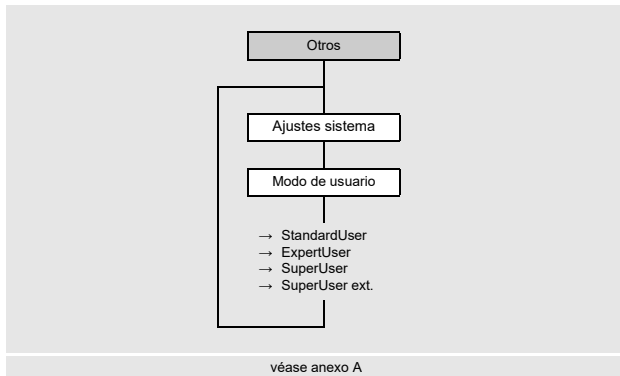 Otros
Ajustes sistema
Modo de usuario
→ StandardUser
→ ExpertUser
→ SuperUser
→ SuperUser ext.
véase anexo A